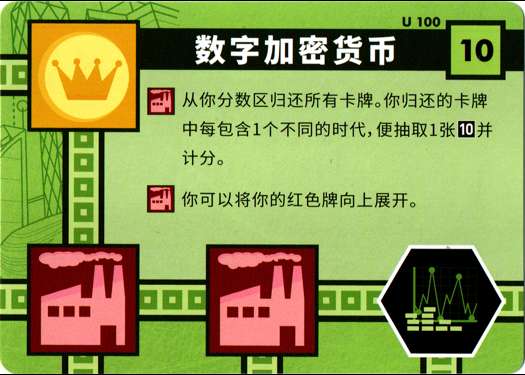 U 100
数字加密货币
10
从你分数区归还所有卡牌。你归还的卡牌
中每包含1个不同的时代，便抽取1张10并
计分。
你可以将你的红色牌向上展开。